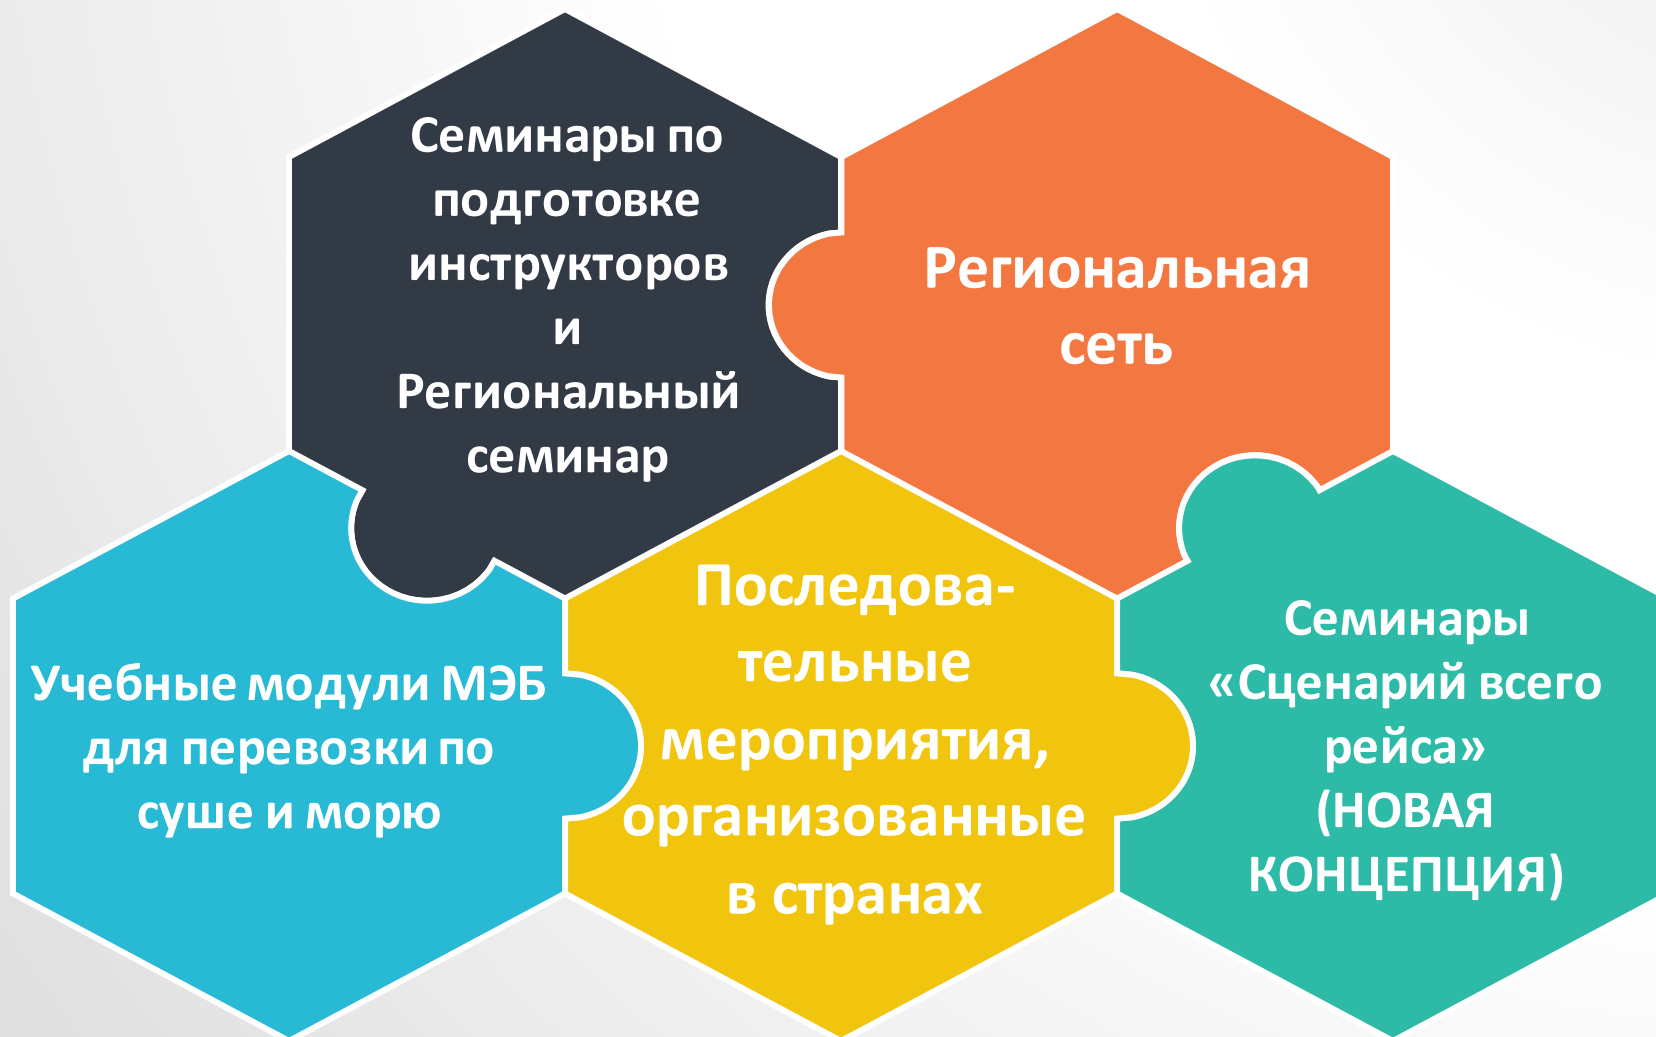 Семинары по
подготовке
инструкторов
и
Региональный
семинар
Региональная
сеть
Учебные модули МЭБ
для перевозки по
суше и морю
Последова-
тельные
мероприятия,
организованные
в странах
Семинары
«Сценарий всего
рейса»
(НОВАЯ
КОНЦЕПЦИЯ)